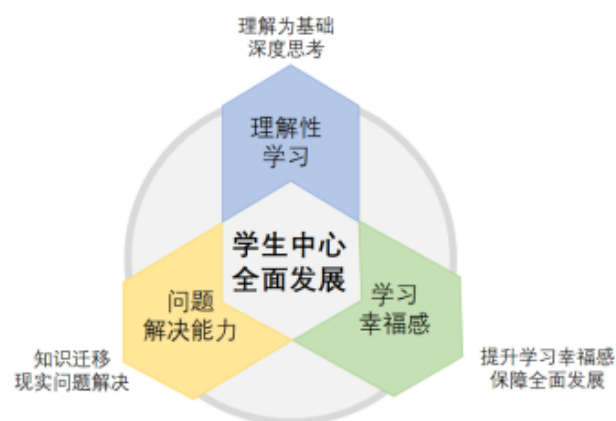 理解为基础
深度思考
理解性
学习
学生中心
全面发展
问题
解决能力
学习
幸福感
知识迁移
现实问题解决
提升学习幸福感
保障全面发展